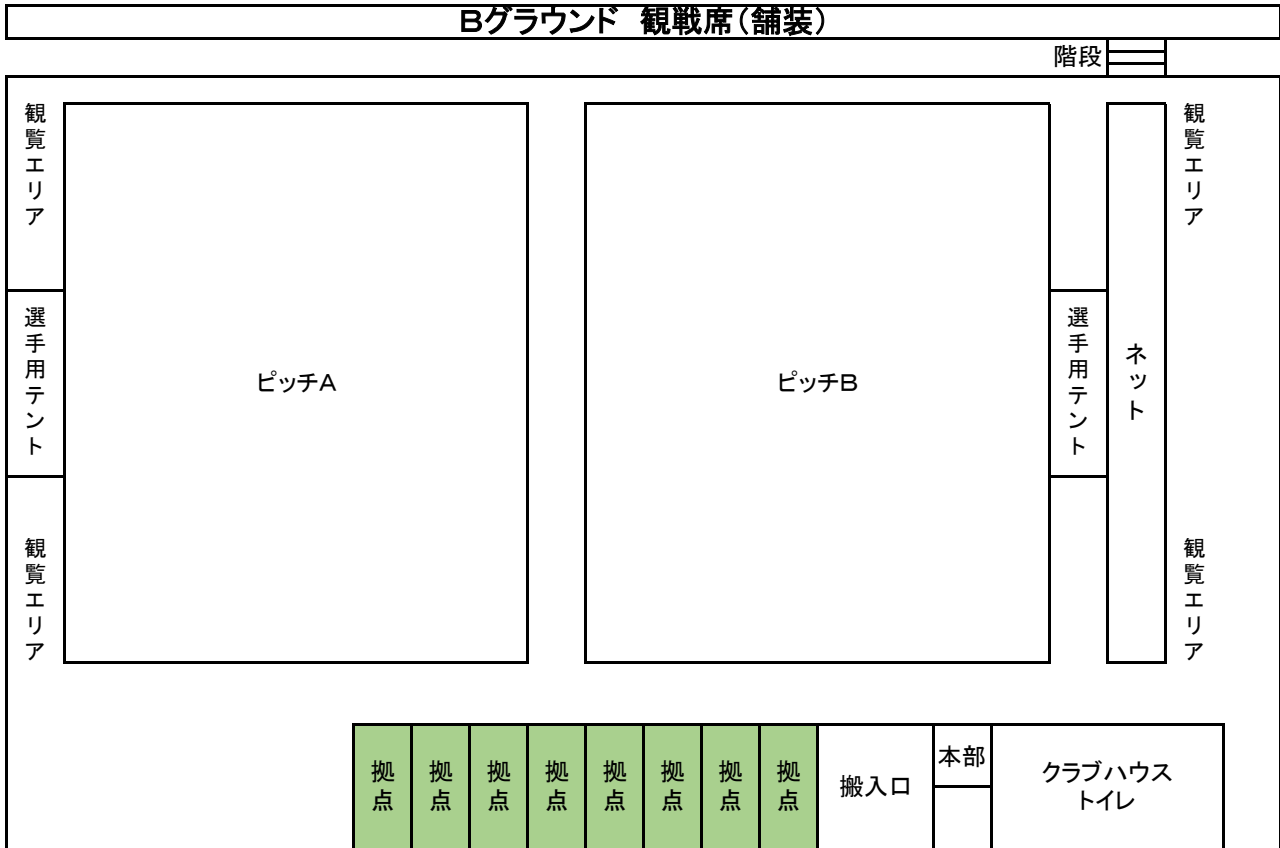 Bグラウンド　観戦席（舗装）
階段
観覧エリア
観覧エリア
選手用テント
選手用テント
ネット
ピッチA
ピッチB
観覧エリア
観覧エリア
拠点
拠点
拠点
拠点
拠点
拠点
拠点
拠点
搬入口
本部
クラブハウス
トイレ